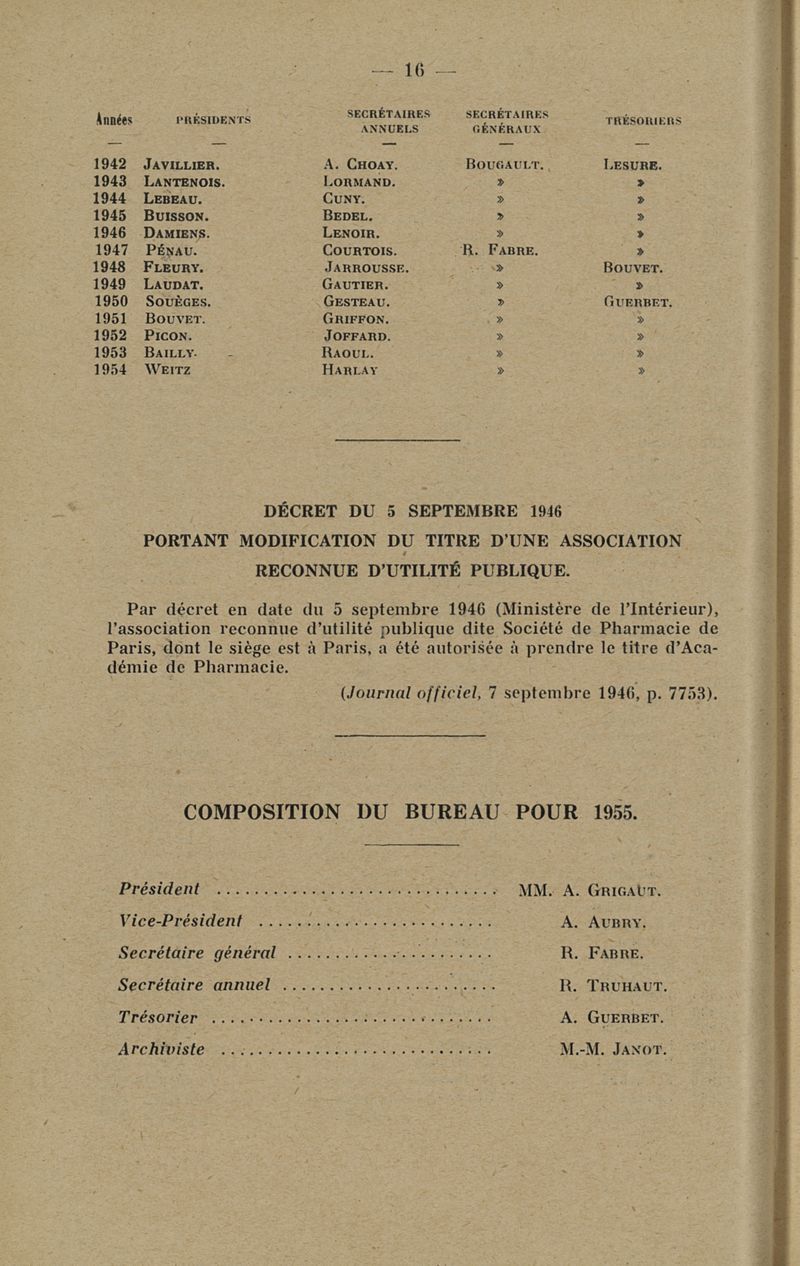 — 16 —
Années PRÉSIDENTS SECRÉTAIRES ANNUELS SECRÉTAIRES GÉNÉRAUX TRÉSORIERS
— — — — —
1942 JAVILLIER. A. CHOAY. BOUGAULT. LESURE.
1943 LANTENOIS. LORMAND. » »
1944 LEBEAU. CUNY. » »
1945 BUISSON. BEDEL. » »
1946 DAMIENS. LENOIR. » »
1947 PÉNAU. COURTOIS. R. FABRE. »
1948 FLEURY. JARROUSSE. » BOUVET.
1949 LAUDAT. GAUTIER. » »
1950 SOUÈGES. GESTEAU. » GUERBET.
1951 BOUVET. GRIFFON. » »
1952 PICON. JOFFARD. » »
1953 BAILLY. RAOUL. » »
1954 WEITZ HARLAY » »
DÉCRET DU 5 SEPTEMBRE 1946
PORTANT MODIFICATION DU TITRE D'UNE ASSOCIATION
RECONNUE D'UTILITÉ PUBLIQUE.
Par décret en date du 5 septembre 1946 (Ministère de l'Intérieur),
l'association reconnue d'utilité publique dite Société de Pharmacie de
Paris, dont le siège est à Paris, a été autorisée à prendre le titre d'Aca-
démie de Pharmacie.
(Journal officiel, 7 septembre 1946, p. 7753).
COMPOSITION DU BUREAU POUR 1955.
Président .............................. MM. A. GRIGAUT.
Vice-Président ......................... A. AUBRY.
Secrétaire général ...................... R. FABRE.
Secrétaire annuel ....................... R. TRUHAUT.
Trésorier .............................. A. GUERBET.
Archiviste ............................. M.-M. JANOT.